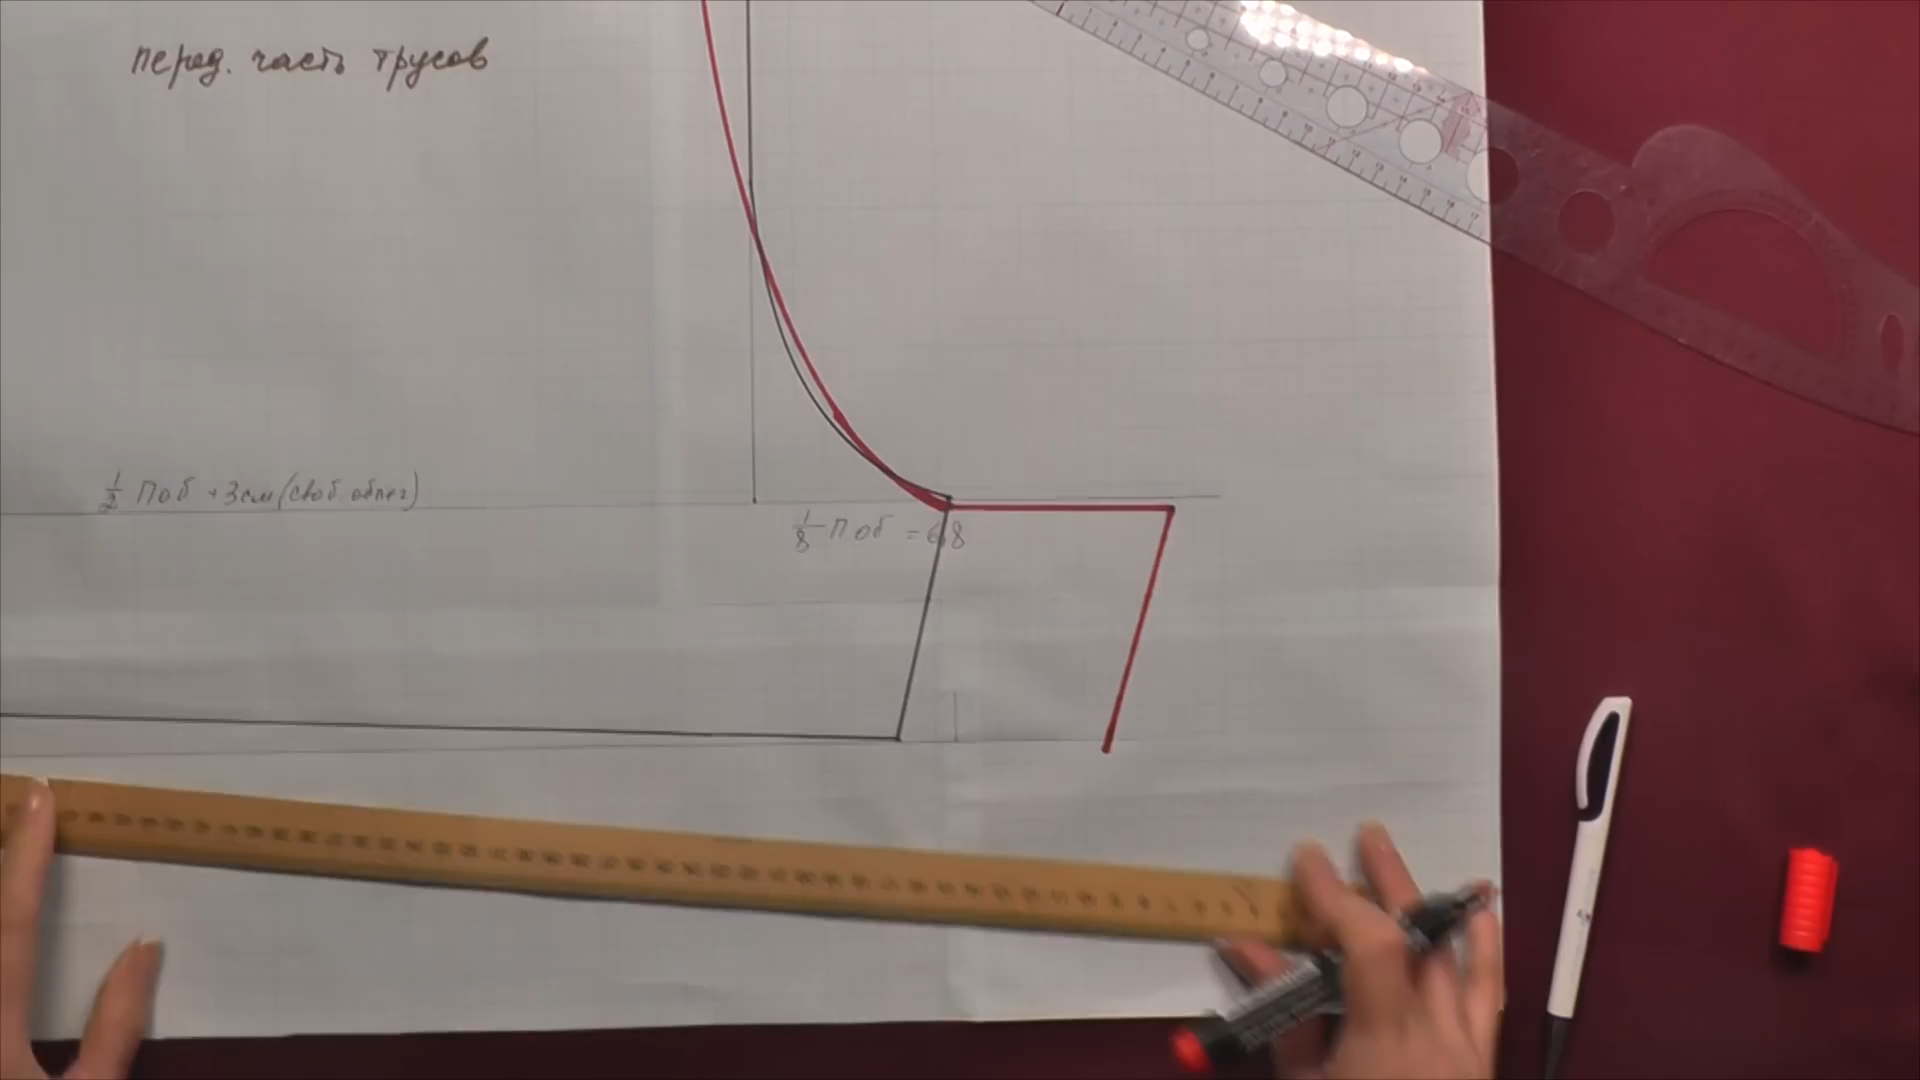 перед. часть трусов
1/2 Поб + 3см (своб. облег)
1/8 Поб = 6,8